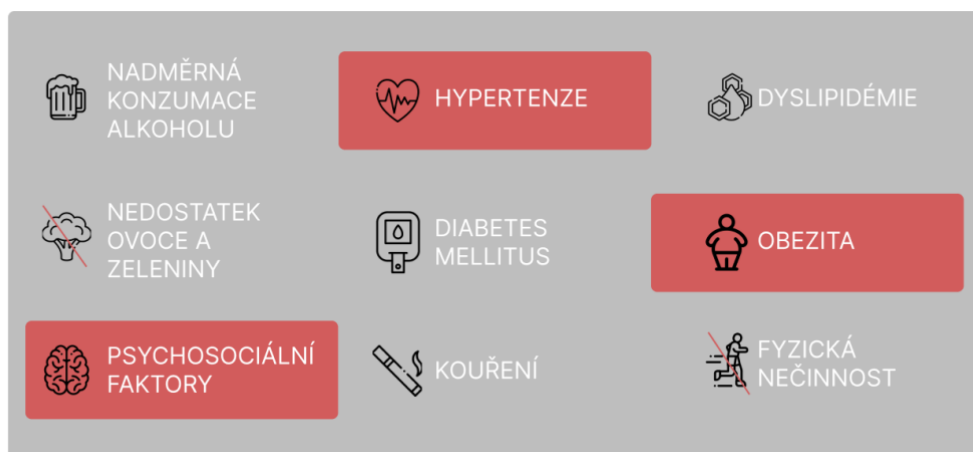 NADMĚRNÁ
KONZUMACE
ALKOHOLU
HYPERTENZE
DYSLIPIDÉMIE
NEDOSTATEK
OVOCE A
ZELENINY
DIABETES
MELLITUS
OBEZITA
PSYCHOSOCIÁLNÍ
FAKTORY
KOUŘENÍ
FYZICKÁ
NEČINNOST